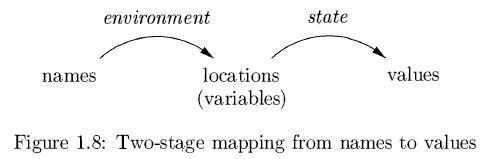 environment state
names locations values
(variables)
Figure 1.8: Two-stage mapping from names to values